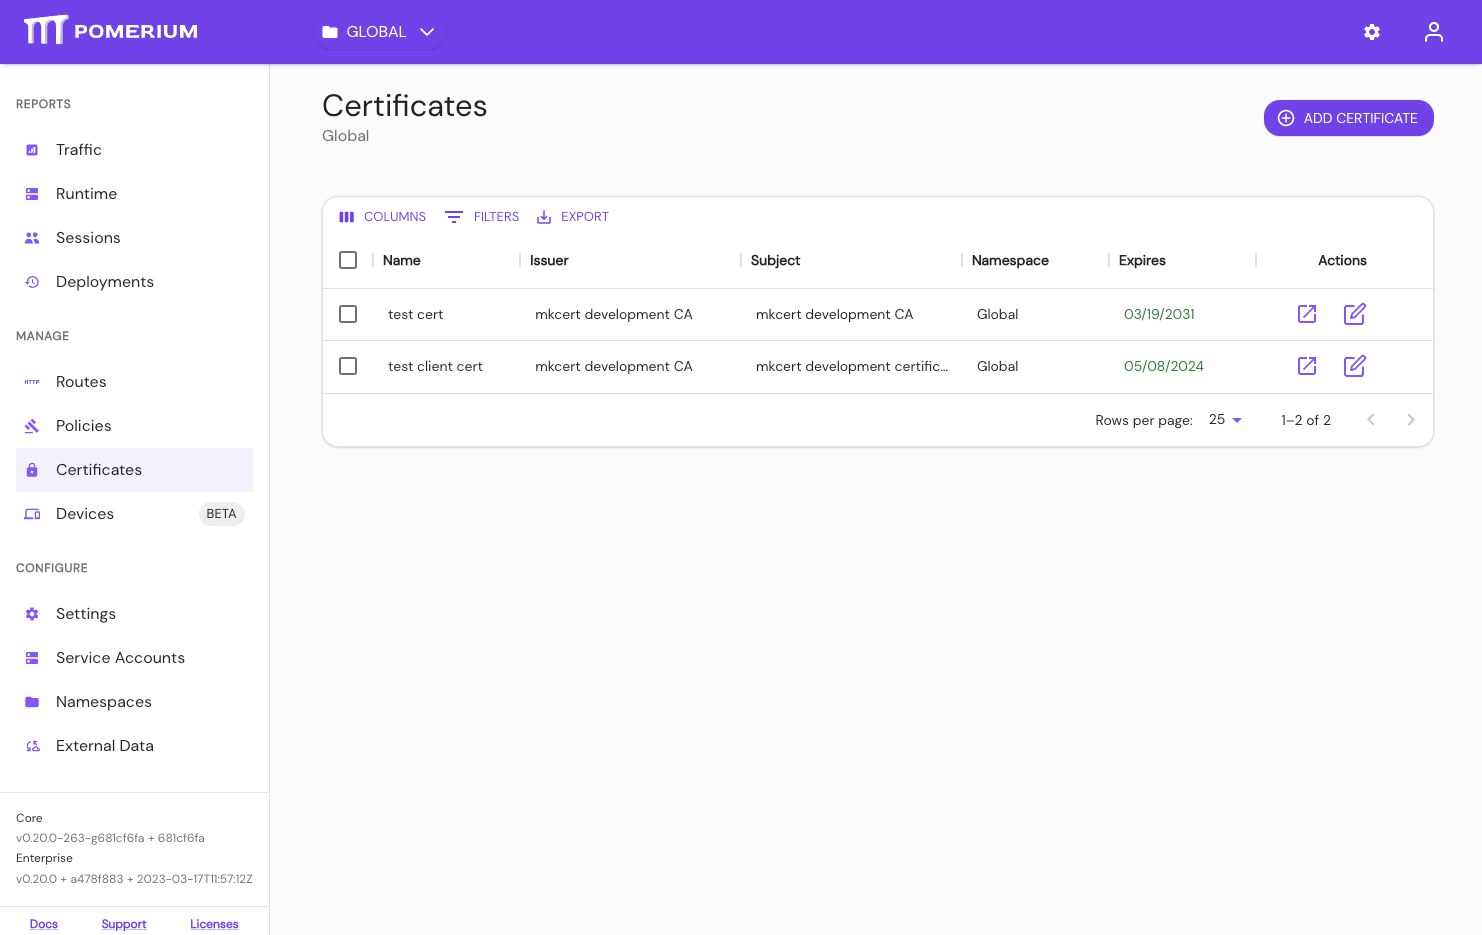 POMERIUM
GLOBAL
REPORTS
Traffic
Runtime
Sessions
Deployments
MANAGE
HTTP Routes
Policies
Certificates
Devices BETA
CONFIGURE
Settings
Service Accounts
Namespaces
External Data
Core
v0.20.0-263-g681cf6fa + 681cf6fa
Enterprise
v0.20.0 + a478f883 + 2023-03-17T11:57:12Z
Docs Support Licenses
Certificates
Global
ADD CERTIFICATE
COLUMNS FILTERS EXPORT
Name Issuer Subject Namespace Expires Actions
test cert mkcert development CA mkcert development CA Global 03/19/2031
test client cert mkcert development CA mkcert development certific... Global 05/08/2024
Rows per page: 25 1–2 of 2